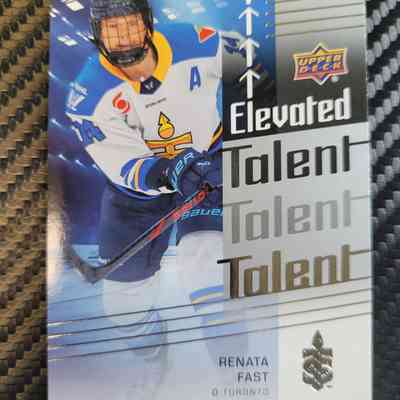 UPPER
DECK
A
Elevated
Talent
Talent
Talent
RENATA
FAST
D TORONTO